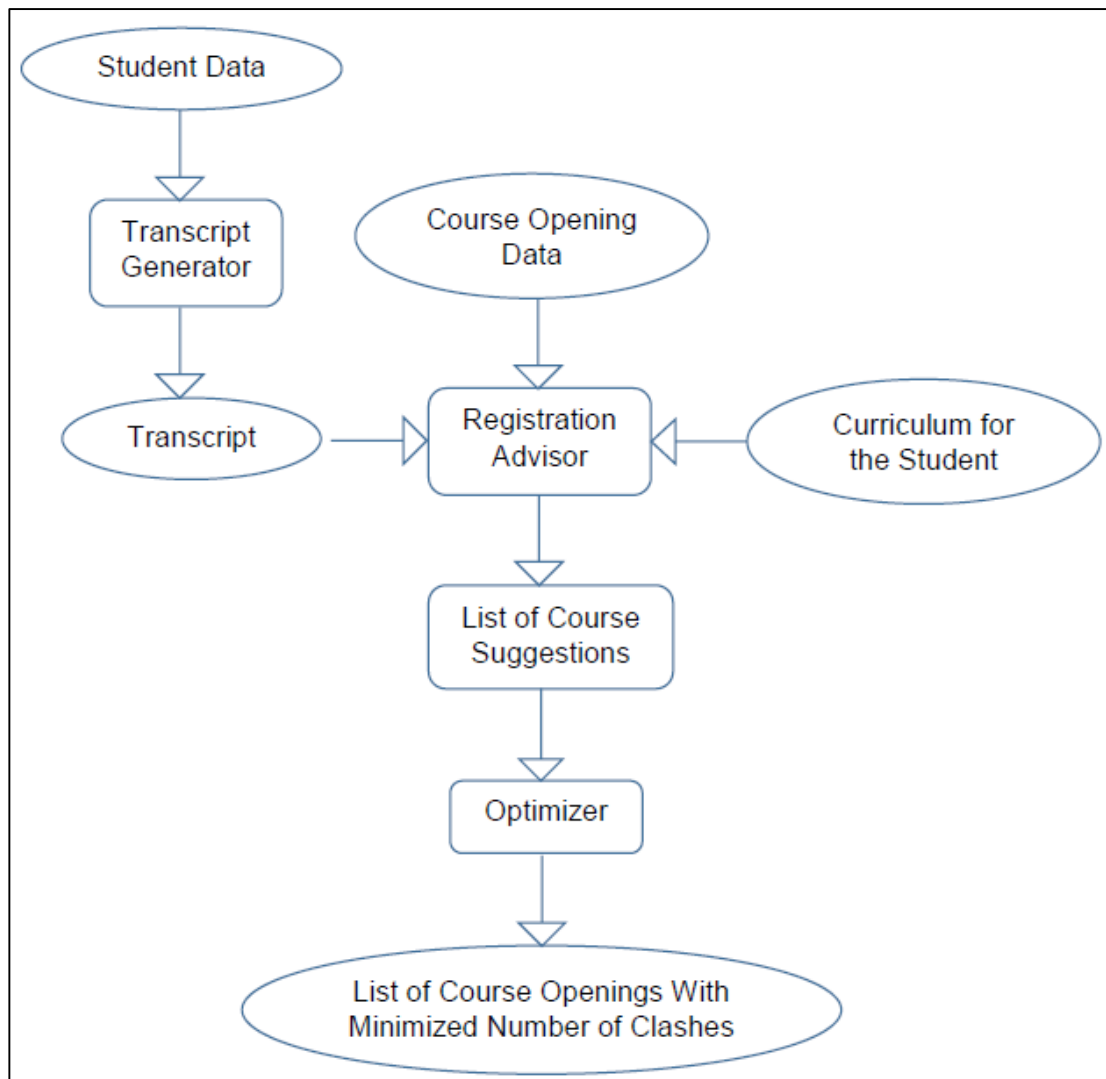 Student Data
Transcript
Generator
Course Opening
Data
Transcript
Registration
Advisor
Curriculum for
the Student
List of Course
Suggestions
Optimizer
List of Course Openings With
Minimized Number of Clashes